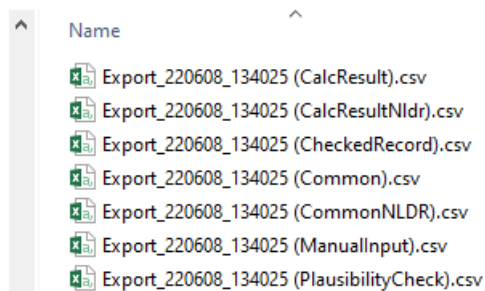 Name
Export_220608_134025 (CalcResult).csv
Export_220608_134025 (CalcResultNldr).csv
Export_220608_134025 (CheckedRecord).csv
Export_220608_134025 (Common).csv
Export_220608_134025 (CommonNLDR).csv
Export_220608_134025 (ManualInput).csv
Export_220608_134025 (PlausibilityCheck).csv